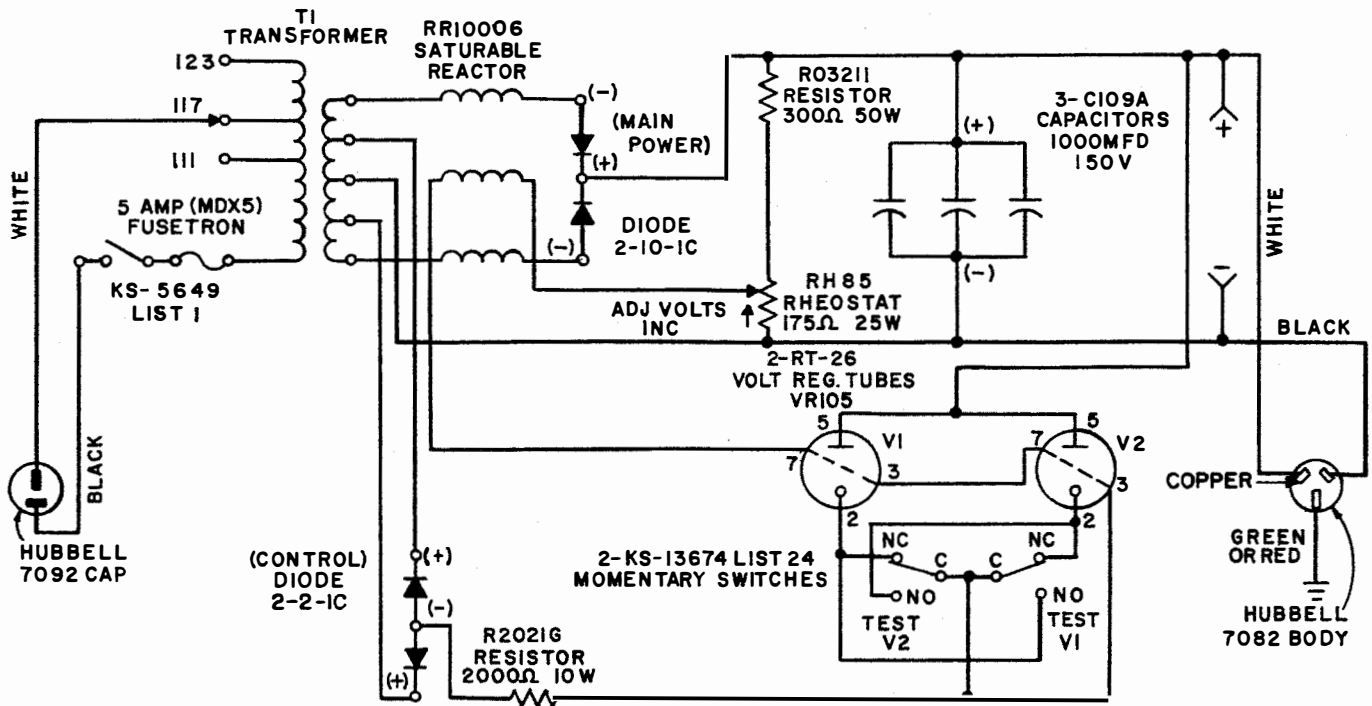 T1
TRANSFORMER
123
117
111
WHITE
5 AMP (MDX5)
FUSETRON
KS-5649
LIST 1
BLACK
HUBBELL
7092 CAP
RR10006
SATURABLE
REACTOR
(-)
(MAIN
POWER)
(+)
DIODE
2-10-1C
(-)
RO3211
RESISTOR
300Ω 50W
(+)
3-C109A
CAPACITORS
1000MFD
150V
(-)
+
-
WHITE
BLACK
ADJ VOLTS
INC
RH85
RHEOSTAT
175Ω 25W
2-RT-26
VOLT REG. TUBES
VR105
5
V1
7
3
2
5
V2
7
3
2
COPPER
GREEN
OR RED
HUBBELL
7082 BODY
2-KS-13674 LIST 24
MOMENTARY SWITCHES
NC
C
C
NC
NO
NO
TEST
V2
TEST
V1
(CONTROL)
DIODE
2-2-1C
(+)
(-)
(+)
R2021G
RESISTOR
2000Ω 10W